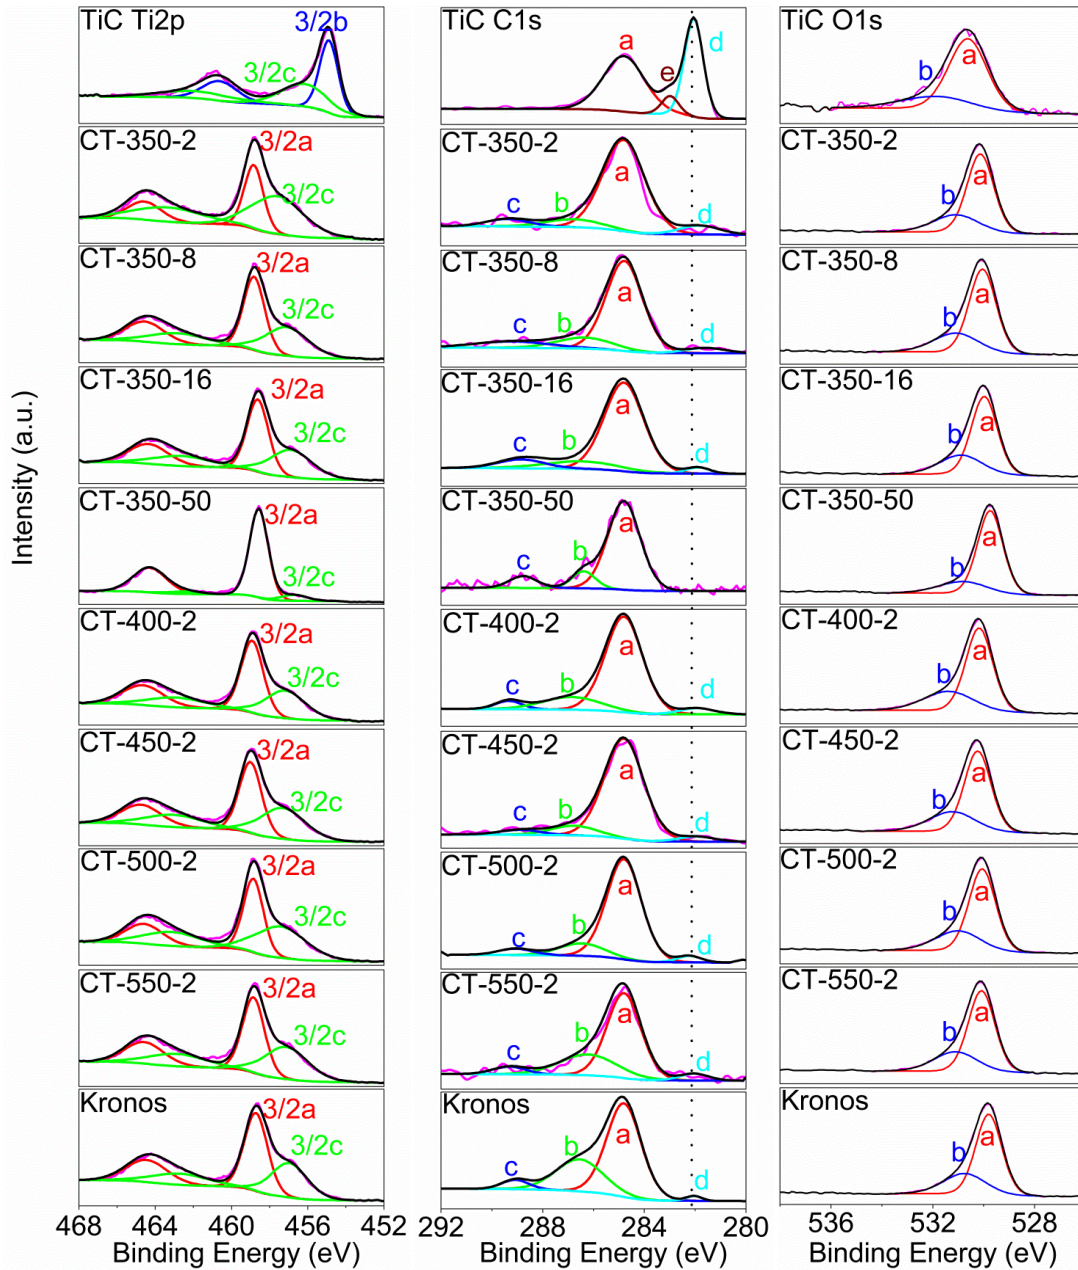 TiC Ti2p
3/2b
3/2c
TiC C1s
a
e
d
TiC O1s
b
a
CT-350-2
3/2a
3/2c
CT-350-2
c
b
a
d
CT-350-2
b
a
CT-350-8
3/2a
3/2c
CT-350-8
c
b
a
d
CT-350-8
b
a
CT-350-16
3/2a
3/2c
CT-350-16
c
b
a
d
CT-350-16
b
a
CT-350-50
3/2a
3/2c
CT-350-50
c
b
a
CT-350-50
b
a
CT-400-2
3/2a
3/2c
CT-400-2
c
b
a
d
CT-400-2
b
a
CT-450-2
3/2a
3/2c
CT-450-2
c
b
a
d
CT-450-2
b
a
CT-500-2
3/2a
3/2c
CT-500-2
c
b
a
d
CT-500-2
b
a
CT-550-2
3/2a
3/2c
CT-550-2
c
b
a
d
CT-550-2
b
a
Kronos
3/2a
3/2c
Kronos
c
b
a
d
Kronos
b
a
Intensity (a.u.)
468 464 460 456 452
292 288 284 280
536 532 528
Binding Energy (eV)
Binding Energy (eV)
Binding Energy (eV)